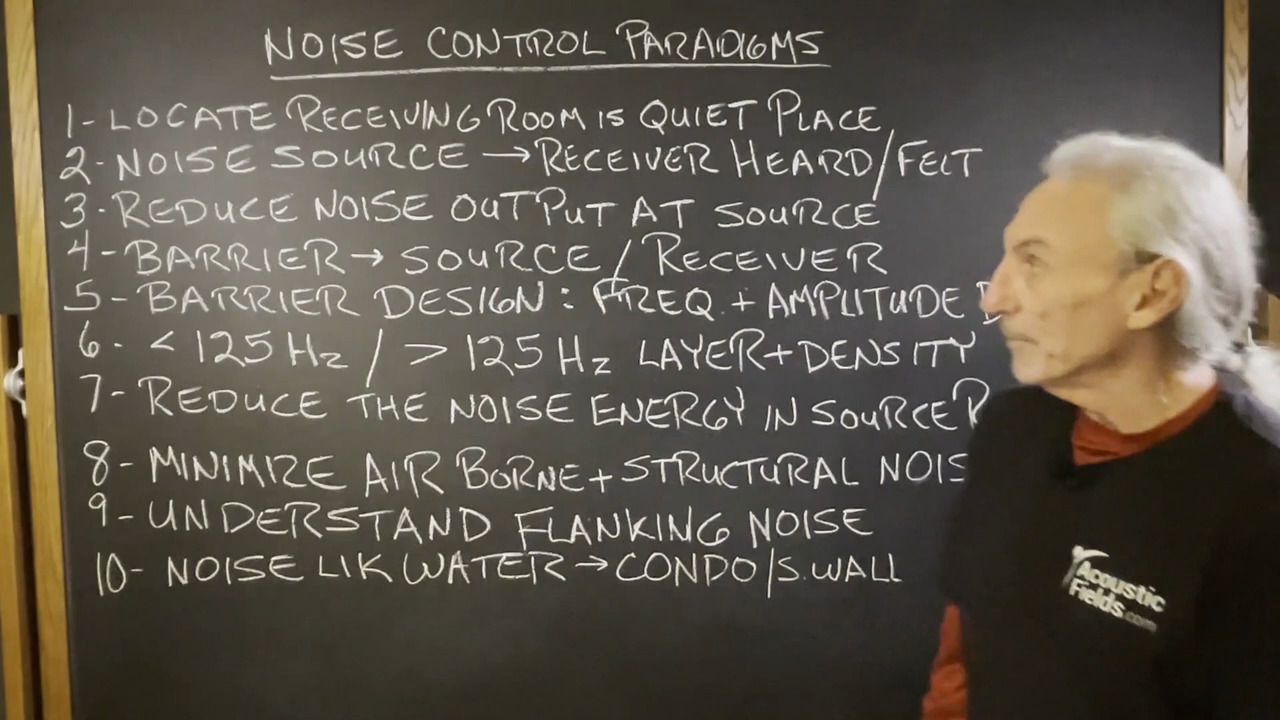 NOISE CONTROL PARADIGMS
1- LOCATE RECEIVING ROOM IS QUIET PLACE
2- NOISE SOURCE → RECEIVER HEARD/FELT
3- REDUCE NOISE OUTPUT AT SOURCE
4- BARRIER → SOURCE / RECEIVER
5- BARRIER DESIGN: FREQ. + AMPLITUDE
6- < 125 Hz / > 125 Hz LAYER + DENSITY
7- REDUCE THE NOISE ENERGY IN SOURCE R
8- MINIMIZE AIR BORNE + STRUCTURAL NOIS
9- UNDERSTAND FLANKING NOISE
10- NOISE LIK WATER → CONDO/S.WALL
Acoustic
Fields.com